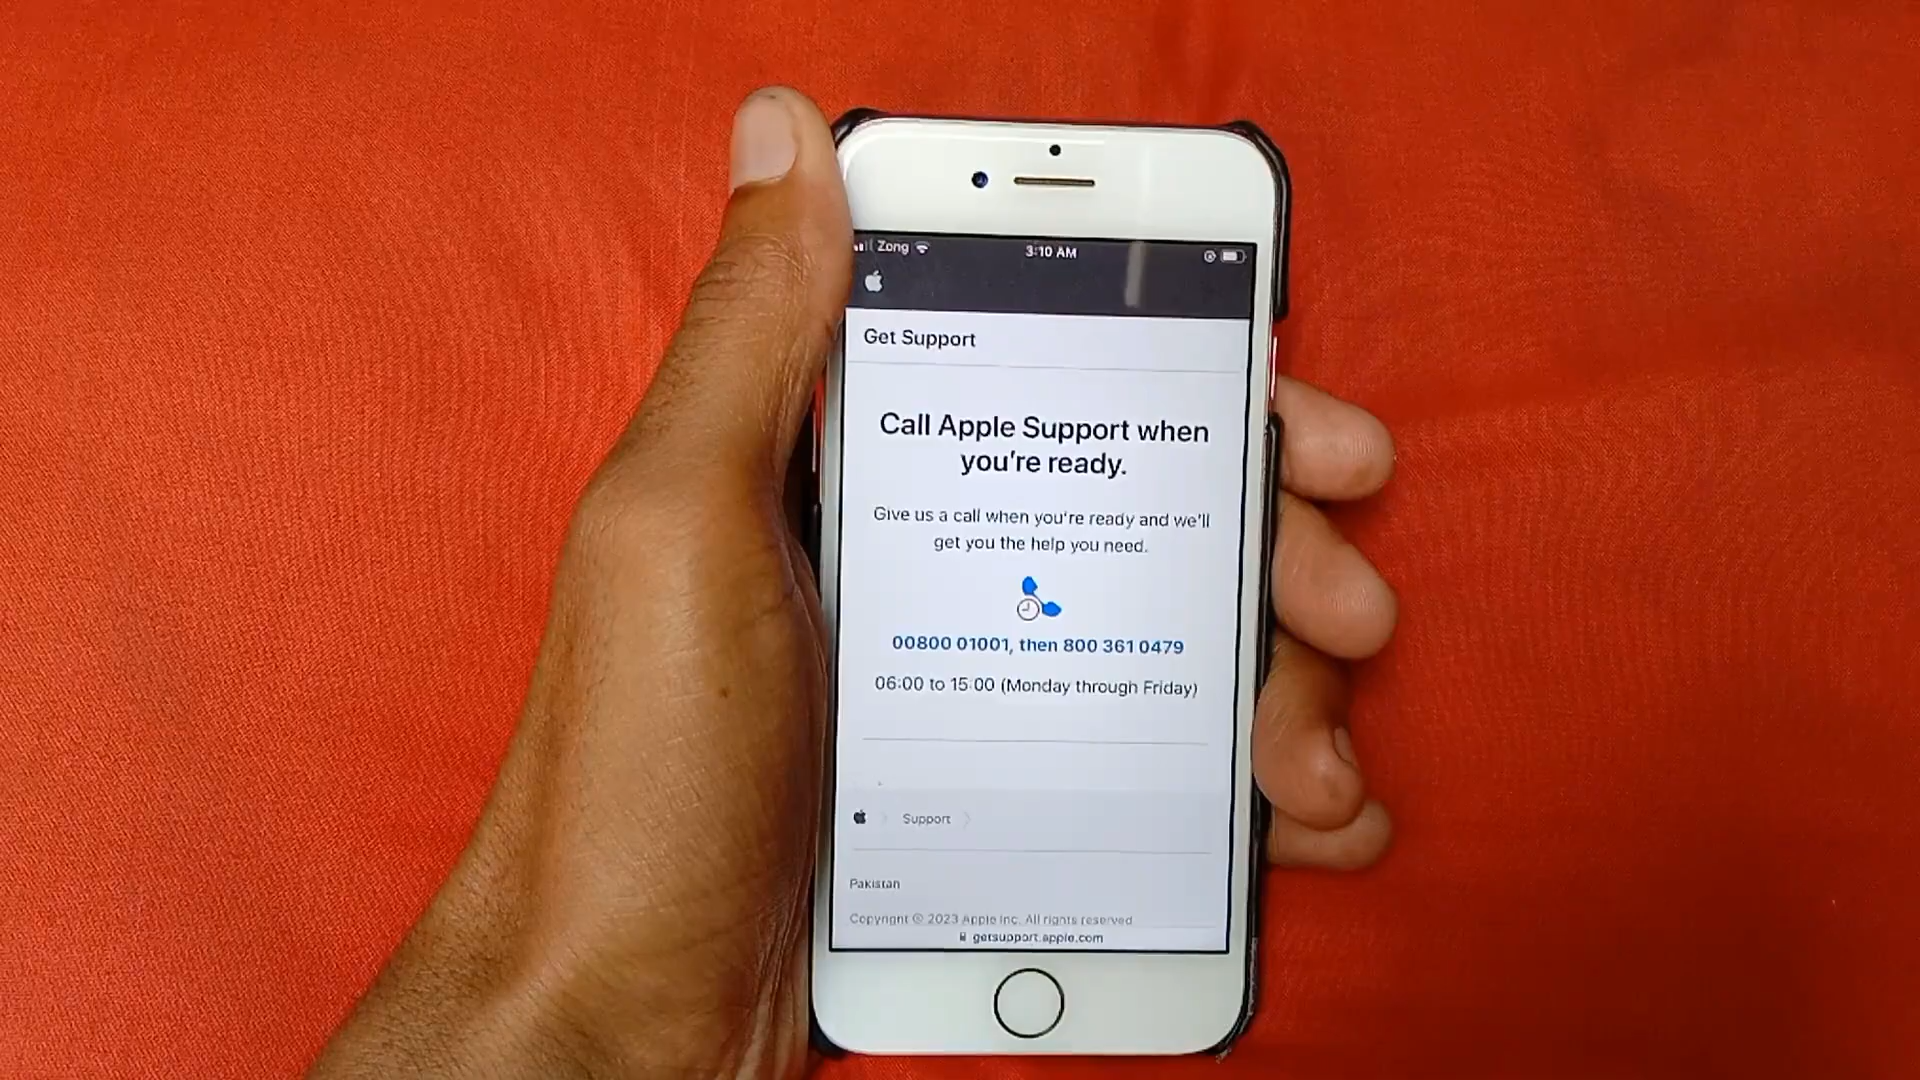 Zong
3:10 AM
Get Support
Call Apple Support when
you're ready.
Give us a call when you're ready and we'll
get you the help you need.
00800 01001, then 800 361 0479
06:00 to 15:00 (Monday through Friday)
Support
Pakistan
Copyright © 2023 Apple Inc. All rights reserved
getsupport.apple.com